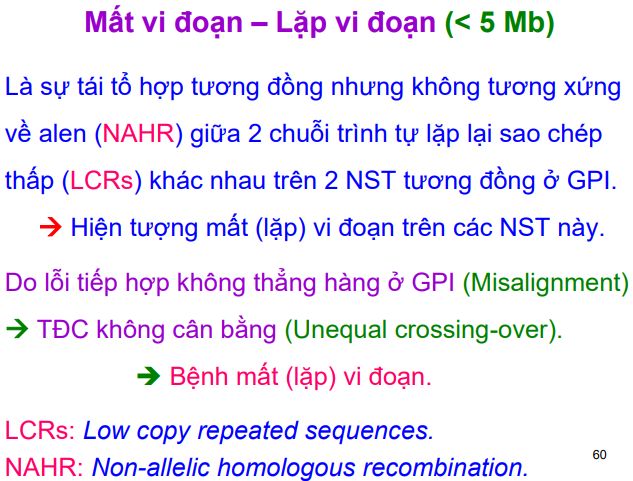 Mất vi đoạn – Lặp vi đoạn (< 5 Mb)
Là sự tái tổ hợp tương đồng nhưng không tương xứng
về alen (NAHR) giữa 2 chuỗi trình tự lặp lại sao chép
thấp (LCRs) khác nhau trên 2 NST tương đồng ở GPI.
➔ Hiện tượng mất (lặp) vi đoạn trên các NST này.
Do lỗi tiếp hợp không thẳng hàng ở GPI (Misalignment)
➔ TĐC không cân bằng (Unequal crossing-over).
➔ Bệnh mất (lặp) vi đoạn.
LCRs: Low copy repeated sequences.
60
NAHR: Non-allelic homologous recombination.